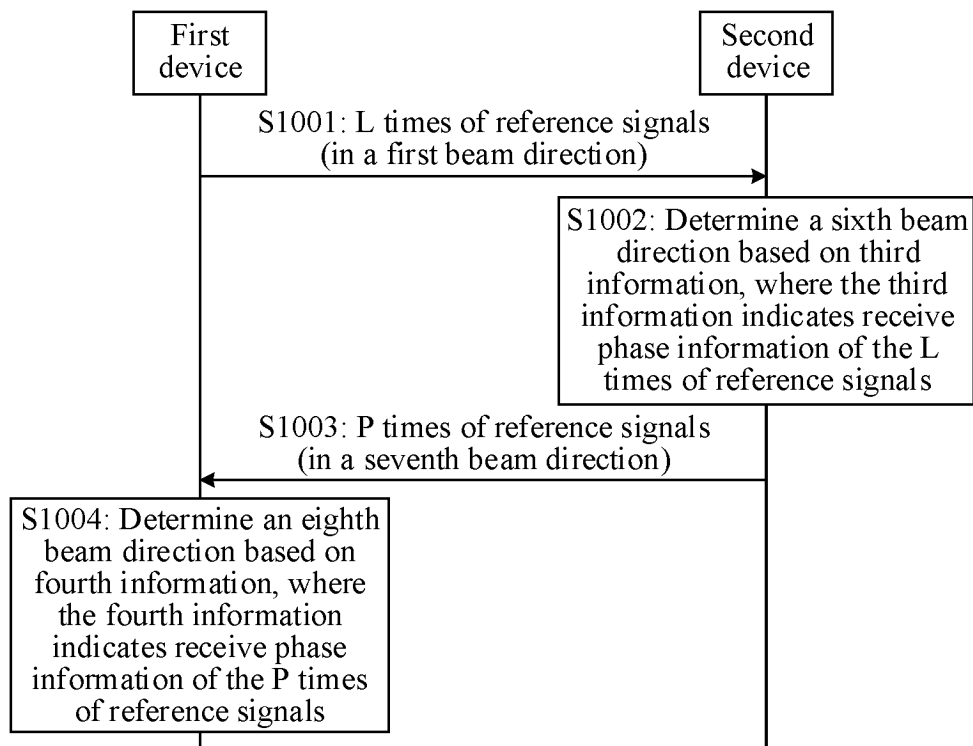 First
device
Second
device
S1001: L times of reference signals
(in a first beam direction)
S1002: Determine a sixth beam
direction based on third
information, where the third
information indicates receive
phase information of the L
times of reference signals
S1003: P times of reference signals
(in a seventh beam direction)
S1004: Determine an eighth
beam direction based on
fourth information, where
the fourth information
indicates receive phase
information of the P times
of reference signals